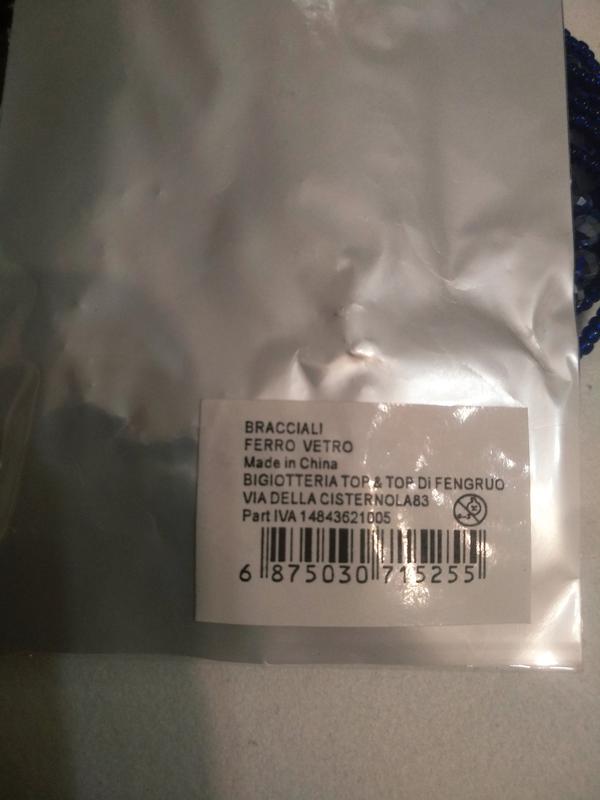 BRACCIALI
FERRO VETRO
Made in China
BIGIOTTERIA TOP & TOP Di FENGRUO
VIA DELLA CISTERNOLA83
Part IVA 14843621005
6 875030 715255